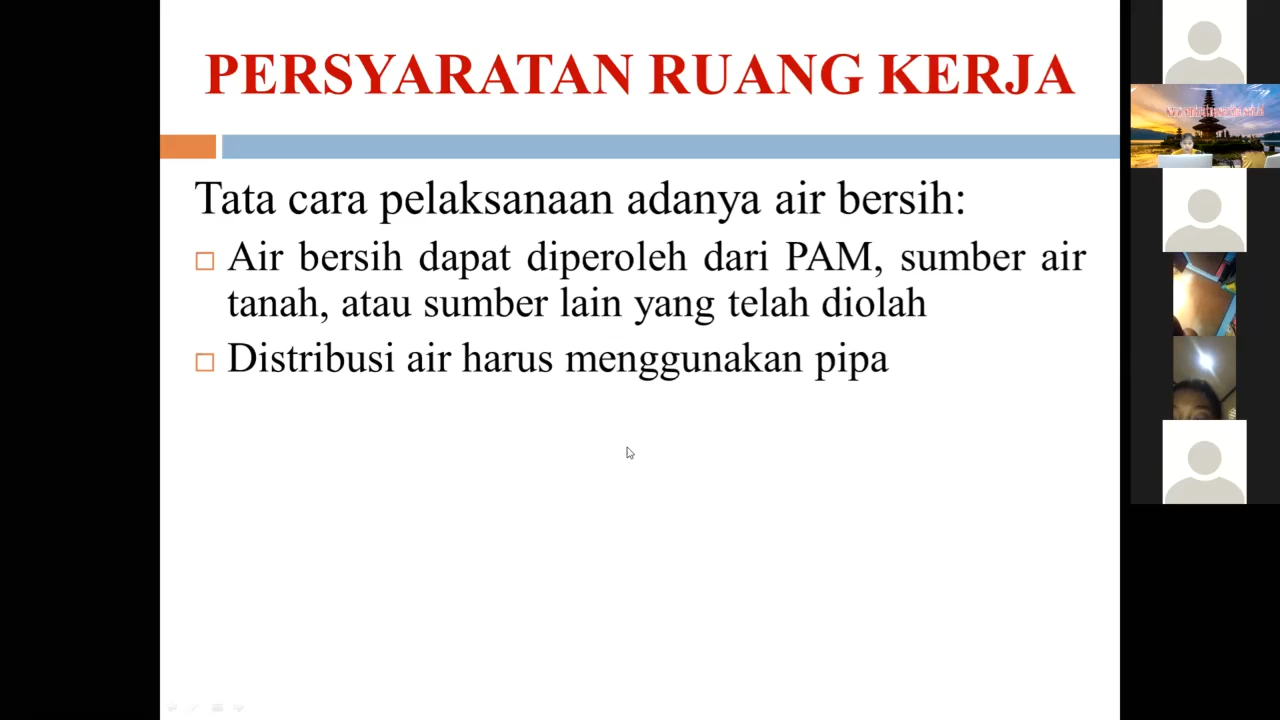 PERSYARATAN RUANG KERJA
Tata cara pelaksanaan adanya air bersih:
Air bersih dapat diperoleh dari PAM, sumber air
tanah, atau sumber lain yang telah diolah
Distribusi air harus menggunakan pipa